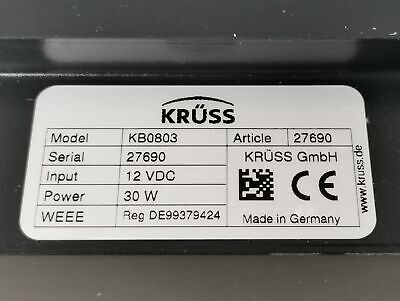 KRÜSS
Model KB0803 Article 27690
Serial 27690 KRÜSS GmbH
Input 12 VDC
Power 30 W CE
WEEE Reg DE99379424 Made in Germany
www.kruss.de